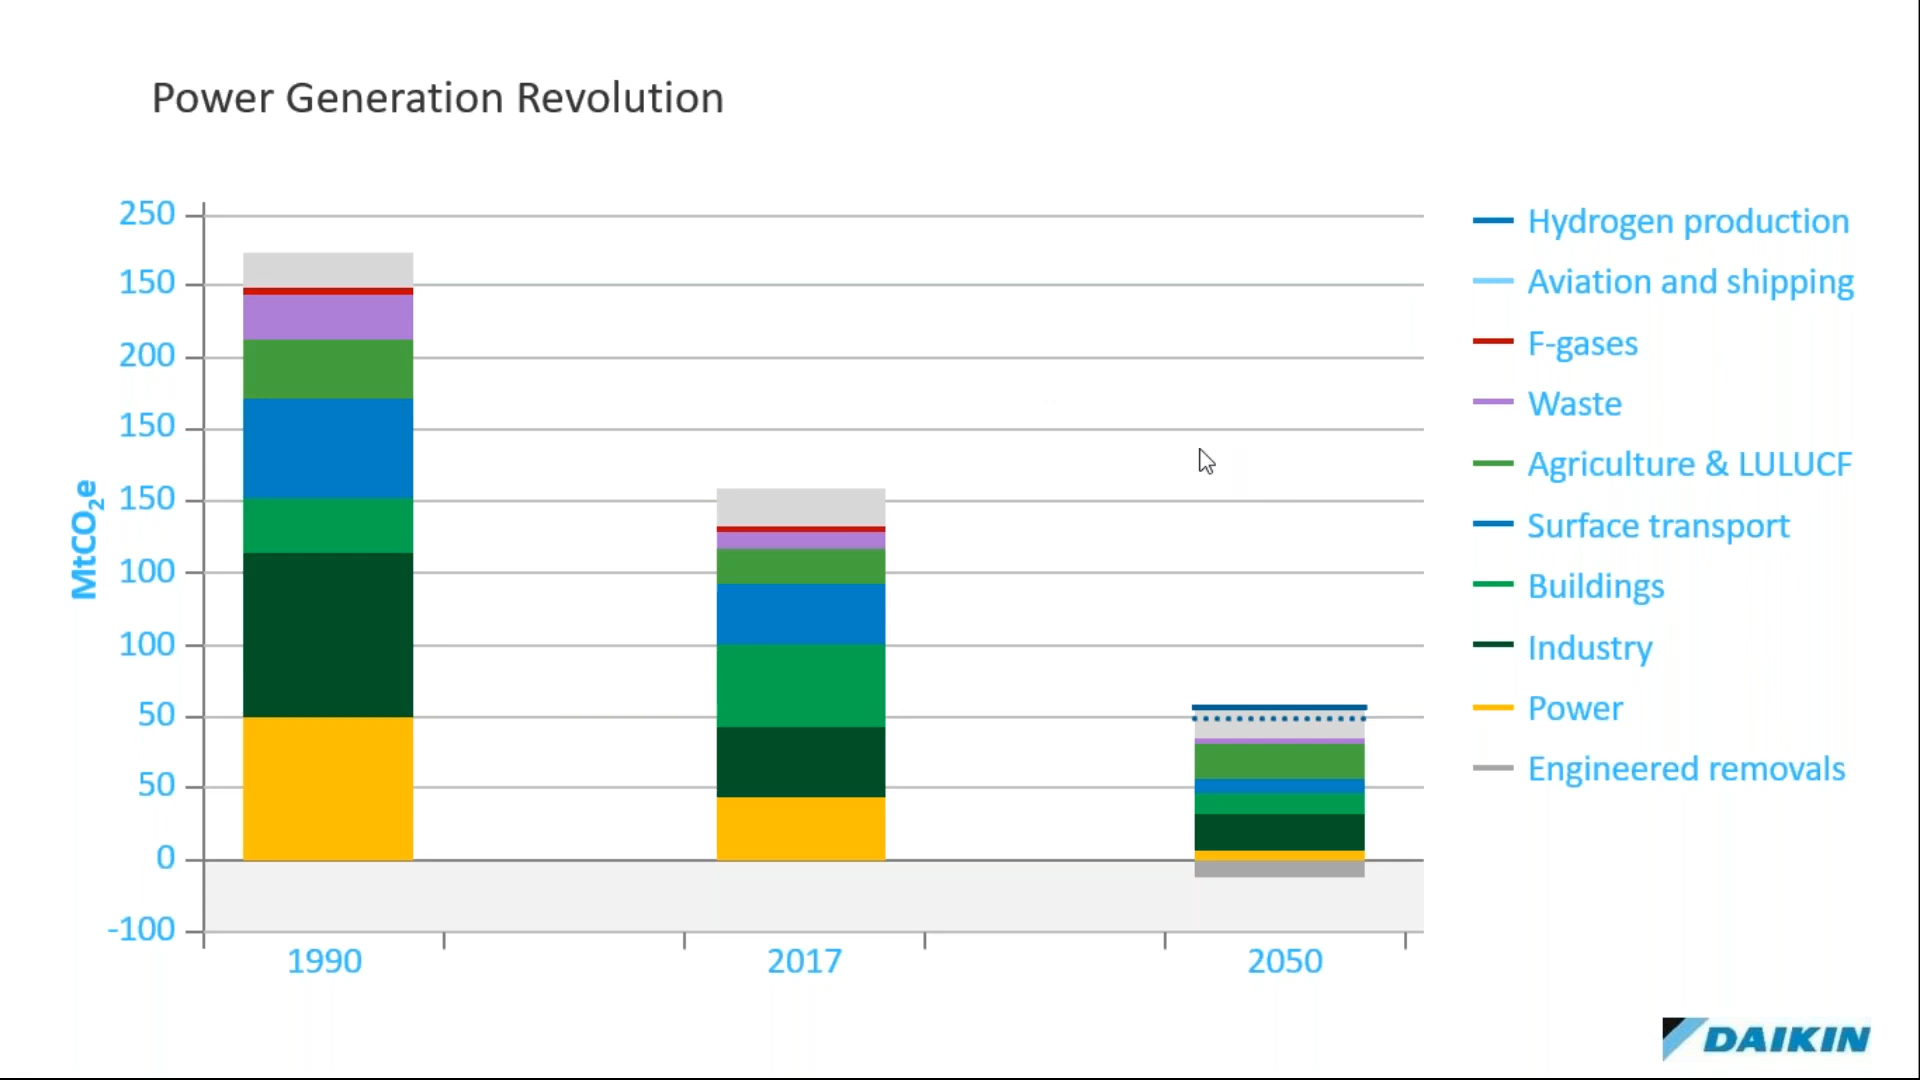 Power Generation Revolution
250
150
200
150
150
100
100
50
50
0
-100
MtCO₂e
1990
2017
2050
Hydrogen production
Aviation and shipping
F-gases
Waste
Agriculture & LULUCF
Surface transport
Buildings
Industry
Power
Engineered removals
DAIKIN